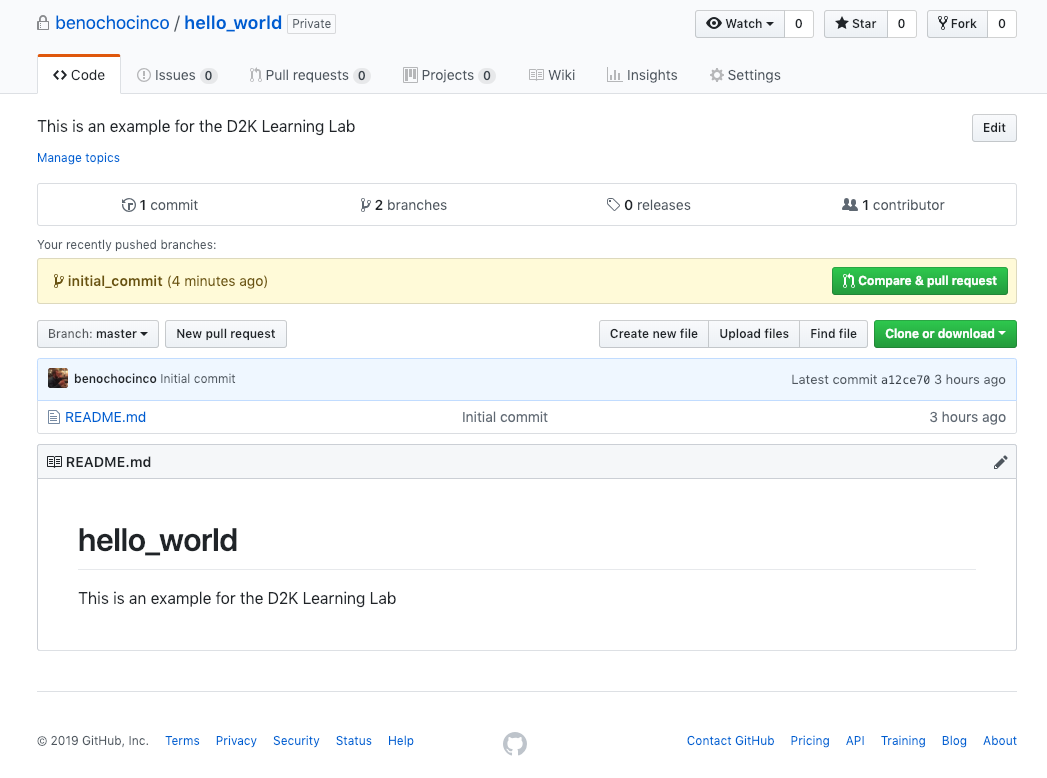 benochocinco / hello_world Private Watch 0 Star 0 Fork 0
Code Issues 0 Pull requests 0 Projects 0 Wiki Insights Settings
This is an example for the D2K Learning Lab Edit
Manage topics
1 commit 2 branches 0 releases 1 contributor
Your recently pushed branches:
initial_commit (4 minutes ago) Compare & pull request
Branch: master New pull request Create new file Upload files Find file Clone or download
benochocinco Initial commit Latest commit a12ce70 3 hours ago
README.md Initial commit 3 hours ago
README.md
hello_world
This is an example for the D2K Learning Lab
© 2019 GitHub, Inc. Terms Privacy Security Status Help Contact GitHub Pricing API Training Blog About